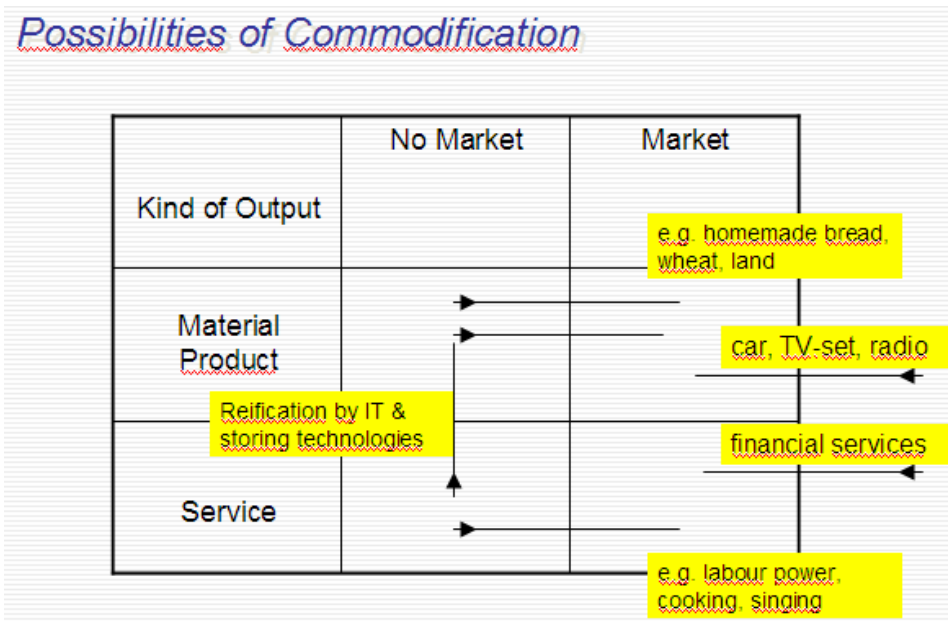 Possibilities of Commodification
No Market
Market
Kind of Output
e.g. homemade bread,
wheat, land
Material
Product
car, TV-set, radio
Reification by IT &
storing technologies
financial services
Service
e.g. labour power,
cooking, singing